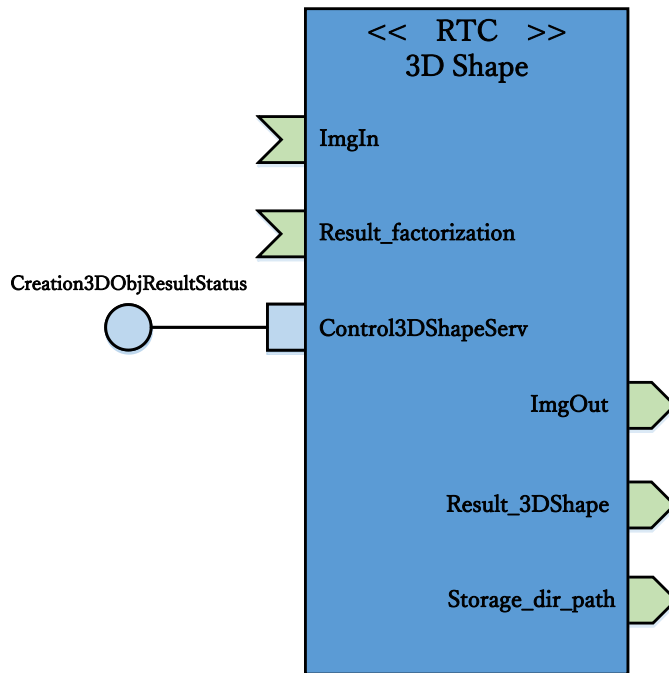 << RTC >>
3D Shape
ImgIn
Result_factorization
Creation3DObjResultStatus
Control3DShapeServ
ImgOut
Result_3DShape
Storage_dir_path